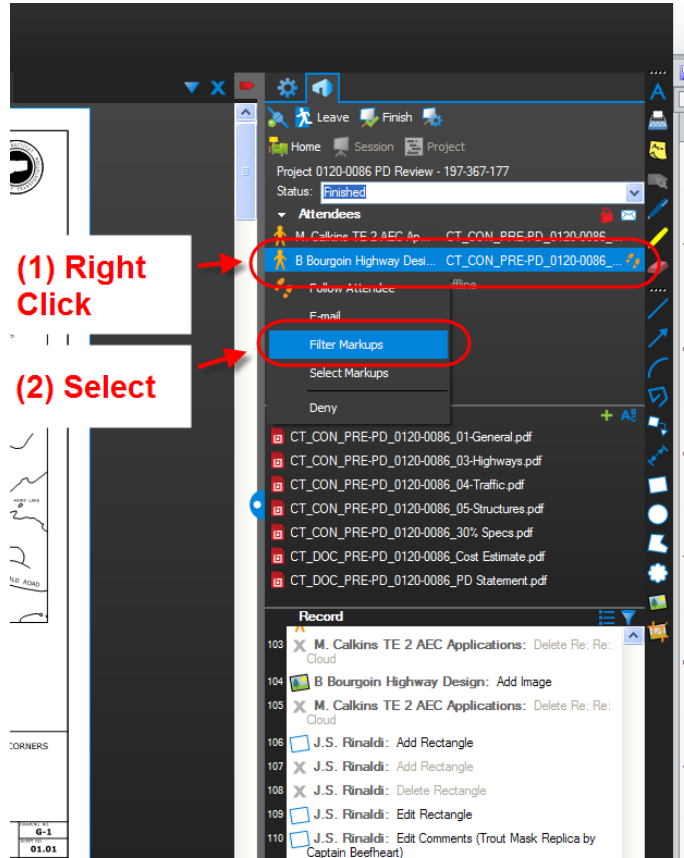 Leave Finish
Home Session Project
Project 0120-0086 PD Review - 197-367-177
Status: Finished
Attendees
M. Calkins TE 2 AEC Ap... CT_CON_PRE-PD_0120-0086_...
B Bourgoin Highway Desi... CT_CON_PRE-PD_0120-0086_...
(1) Right
Click
Follow Attendee
E-mail
Filter Markups
(2) Select
Select Markups
Deny
CT_CON_PRE-PD_0120-0086_01-General.pdf
CT_CON_PRE-PD_0120-0086_03-Highways.pdf
CT_CON_PRE-PD_0120-0086_04-Traffic.pdf
CT_CON_PRE-PD_0120-0086_05-Structures.pdf
CT_CON_PRE-PD_0120-0086_30% Specs.pdf
CT_DOC_PRE-PD_0120-0086_Cost Estimate.pdf
CT_DOC_PRE-PD_0120-0086_PD Statement.pdf
ROAD
Record
103 M. Calkins TE 2 AEC Applications: Delete Re: Re:
Cloud
104 B Bourgoin Highway Design: Add Image
105 M. Calkins TE 2 AEC Applications: Delete Re: Re:
Cloud
106 J.S. Rinaldi: Add Rectangle
CORNERS
107 J.S. Rinaldi: Add Rectangle
108 J.S. Rinaldi: Delete Rectangle
109 J.S. Rinaldi: Edit Rectangle
110 J.S. Rinaldi: Edit Comments (Trout Mask Replica by
Captain Beefheart)
G-1
01.01